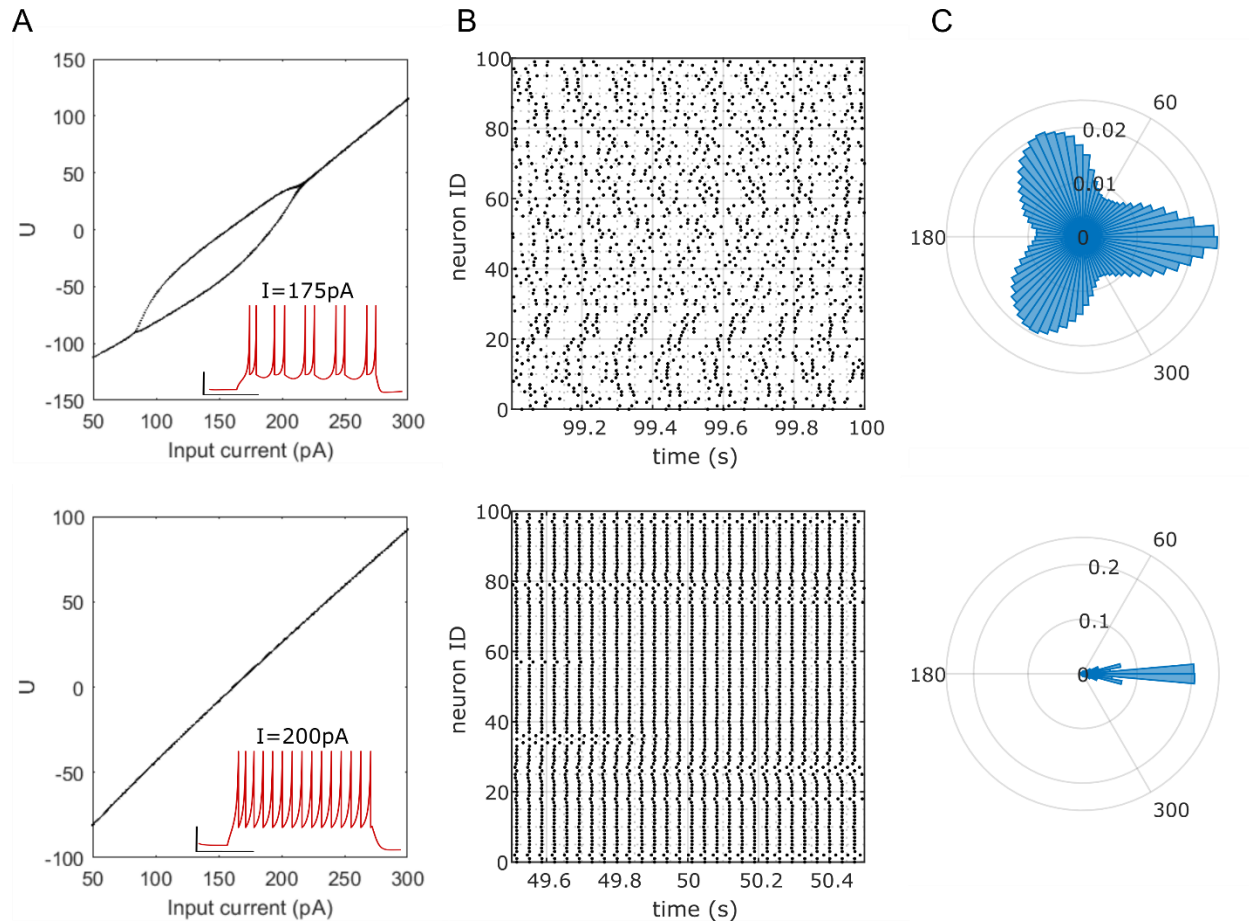 A
B
C
150
100
50
0
-50
-100
-150
U
I=175pA
50 100 150 200 250 300
Input current (pA)
100
80
60
40
20
0
neuron ID
99.2 99.4 99.6 99.8 100
time (s)
60
0.02
0.01
180
0
300
100
50
0
-50
-100
U
I=200pA
50 100 150 200 250 300
Input current (pA)
100
80
60
40
20
0
neuron ID
49.6 49.8 50 50.2 50.4
time (s)
60
0.2
0.1
180
0
300